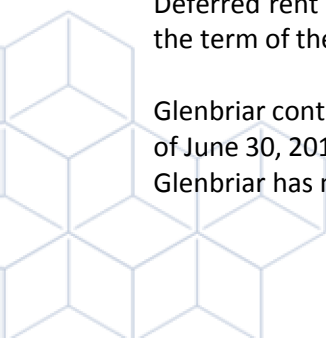 Deferred rent
the term of the
Glenbriar cont
of June 30, 201
Glenbriar has